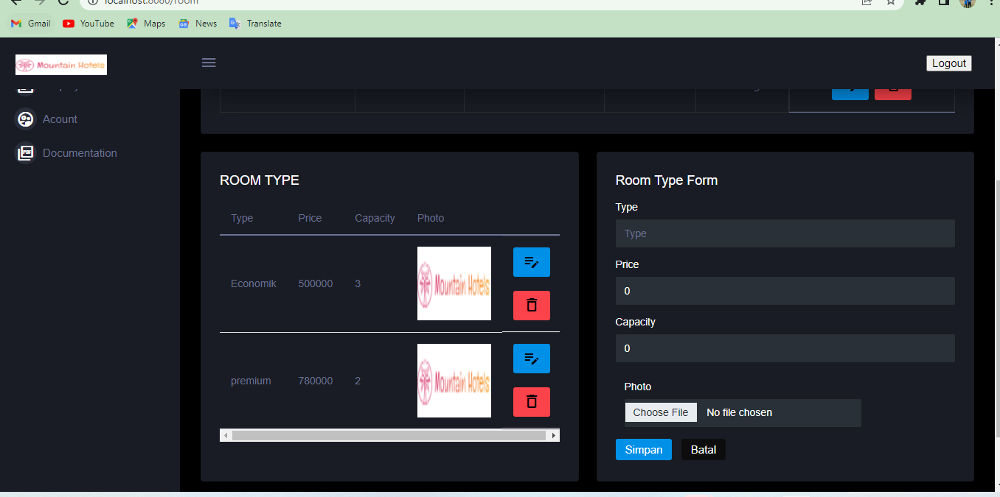 localhost:8080/room
Gmail YouTube Maps News Translate
Mountain Hotels
Logout
Acount
Documentation
ROOM TYPE
Type Price Capacity Photo
Economik 500000 3
Mountain Hotels
premium 780000 2
Mountain Hotels
Room Type Form
Type
Type
Price
0
Capacity
0
Photo
Choose File No file chosen
Simpan Batal